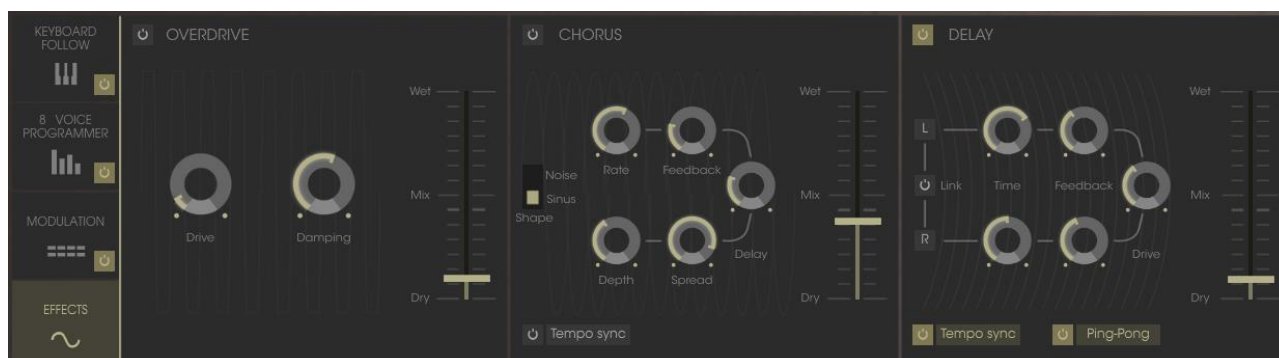 KEYBOARD
FOLLOW
8 VOICE
PROGRAMMER
MODULATION
EFFECTS
OVERDRIVE
Drive
Damping
Wet
Mix
Dry
CHORUS
Noise
Sinus
Shape
Rate
Feedback
Depth
Spread
Delay
Wet
Mix
Dry
Tempo sync
DELAY
L
Link
R
Time
Feedback
Drive
Wet
Mix
Dry
Tempo sync
Ping-Pong